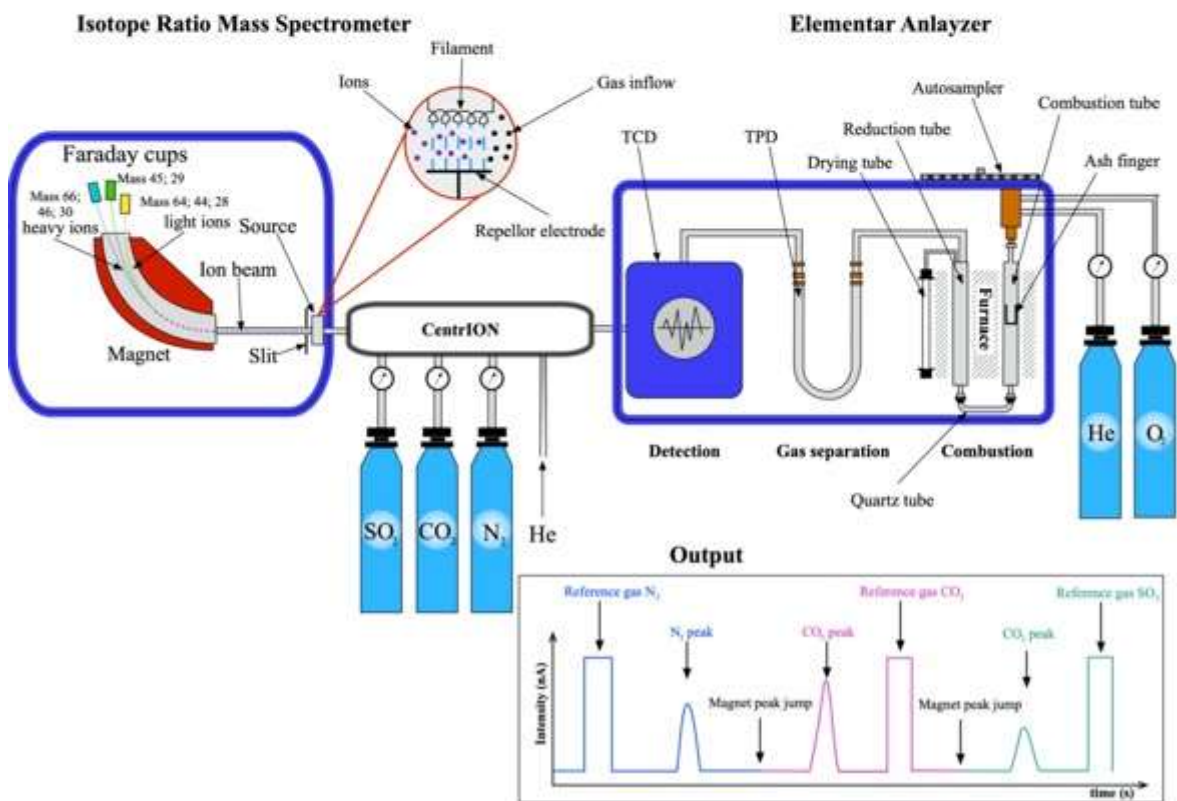 Isotope Ratio Mass Spectrometer
Elementar Anlayzer
Filament
Ions
Gas inflow
Autosampler
Combustion tube
Reduction tube
TCD
TPD
Drying tube
Ash finger
Faraday cups
Mass 45; 29
Mass 66;
46; 30
Mass 64; 44; 28
heavy ions
light ions
Source
Repellor electrode
Ion beam
Furnace
CentrION
Magnet
Slit
He
O2
Detection
Gas separation
Combustion
Quartz tube
SO2
CO2
N2
He
Output
Reference gas N2
Reference gas CO2
Reference gas SO2
N2 peak
CO2 peak
CO2 peak
Magnet peak jump
Magnet peak jump
Intensity (nA)
time (s)